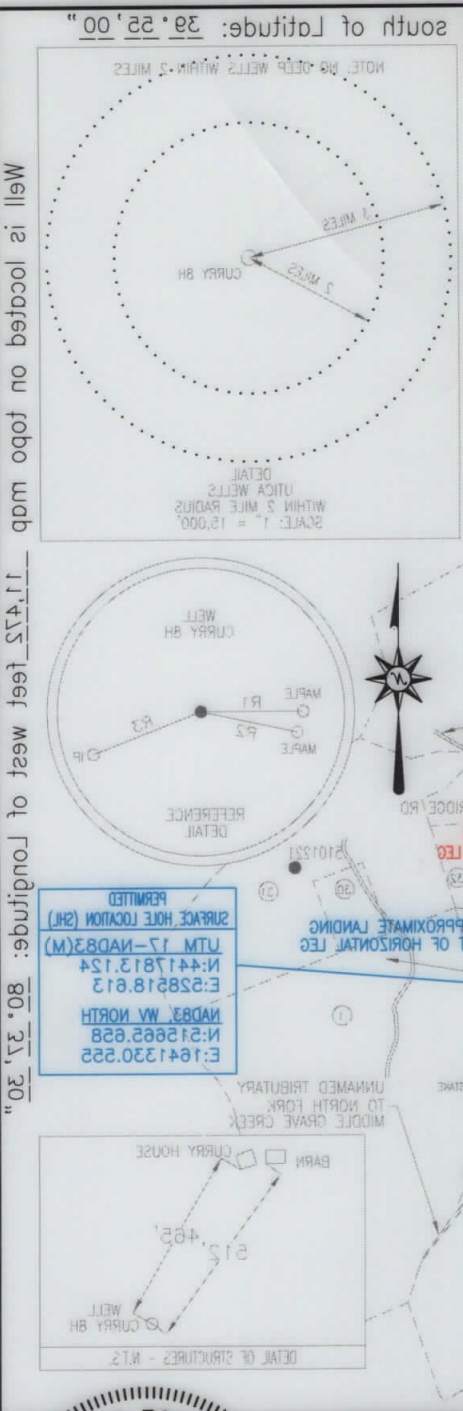 south of Latitude: 39° 55' 00"
NOTE: NO DEEP WELLS WITHIN 2 MILES
3 MILES
2 MILES
CURRY 8H
DETAIL
UTICA WELLS
WITHIN 2 MILE RADIUS
SCALE: 1" = 15,000'
Well is located on topo map 11,472 feet west of Longitude: 80° 37' 30"
WELL
CURRY 8H
MAPLE
R1
R2
MAPLE
R3
IP
REFERENCE
DETAIL
RIDGE RD
LEG
5101221
PERMITTED
SURFACE HOLE LOCATION (SHL)
UTM 17-NAD83(M)
N:4417813.124
E:528518.613
NAD83, WV NORTH
N:515665.658
E:1641330.555
APPROXIMATE LANDING
OF HORIZONTAL LEG
UNNAMED TRIBUTARY
TO NORTH FORK
MIDDLE GRAVE CREEK
STAKE
BARN
CURRY HOUSE
465'
512'
WELL
CURRY 8H
DETAIL OF STRUCTURES - N.T.S.